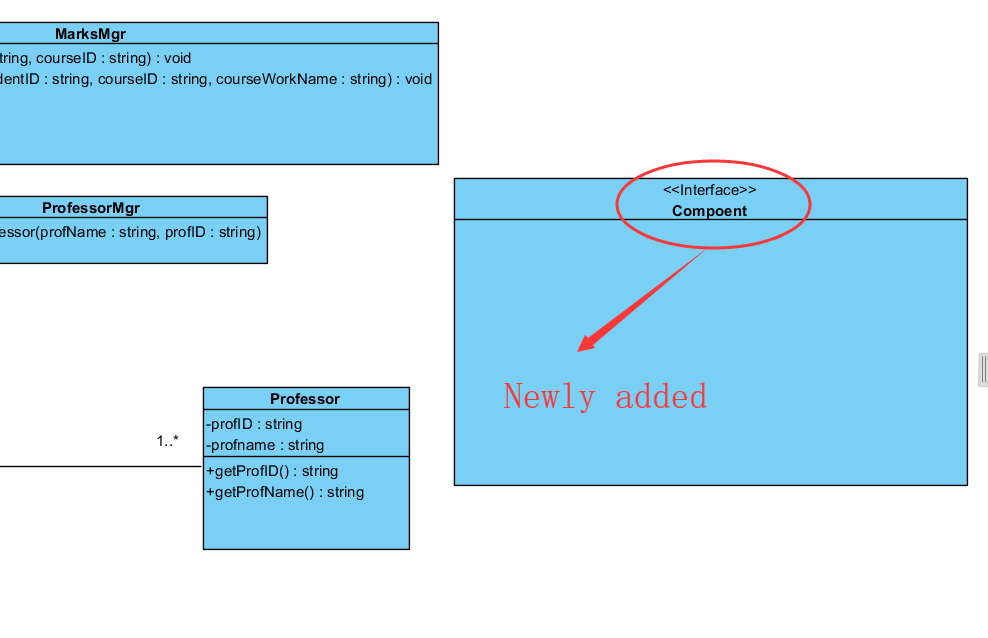 MarksMgr
tring, courseID : string) : void
dentID : string, courseID : string, courseWorkName : string) : void
ProfessorMgr
essor(profName : string, profID : string)
<<Interface>>
Compoent
Newly added
Professor
-profID : string
-profname : string
+getProfID() : string
+getProfName() : string
1..*